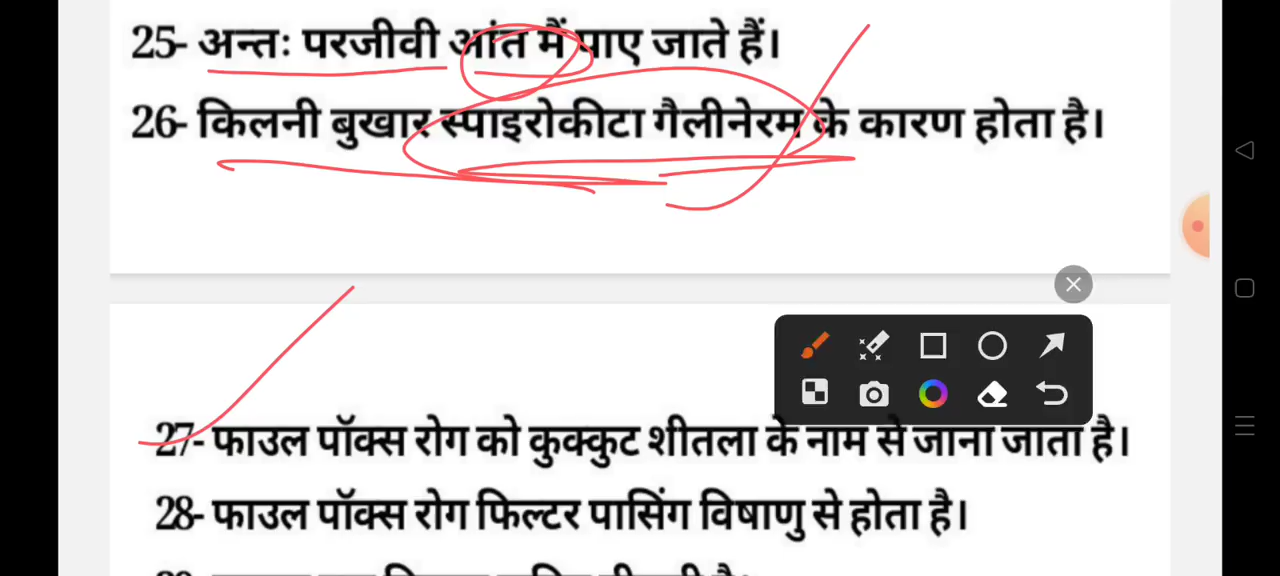 25- अन्तः परजीवी आंत मैं पाए जाते हैं।
26- किलनी बुखार स्पाइरोकीटा गैलीनेरम के कारण होता है।
27- फाउल पॉक्स रोग को कुक्कुट शीतला के नाम से जाना जाता है।
28- फाउल पॉक्स रोग फिल्टर पासिंग विषाणु से होता है।